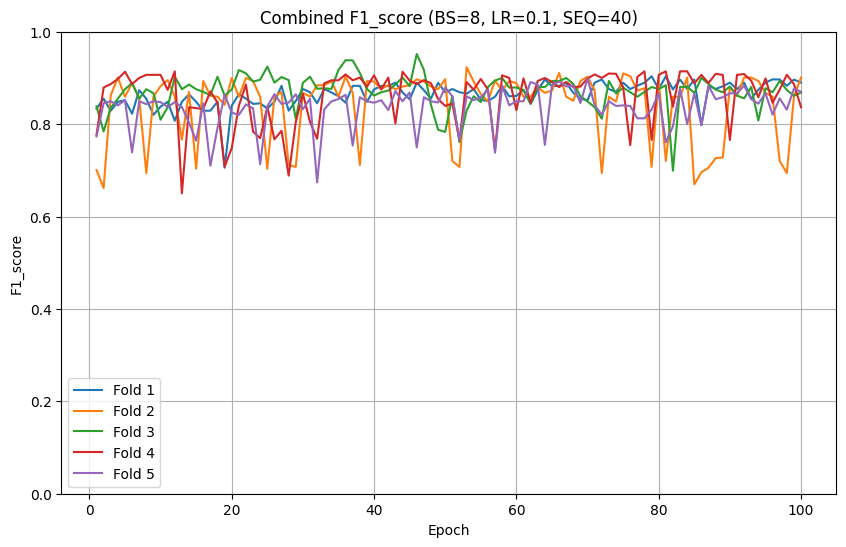 Combined F1_score (BS=8, LR=0.1, SEQ=40)
F1_score
1.0
0.8
0.6
0.4
0.2
0.0
Fold 1
Fold 2
Fold 3
Fold 4
Fold 5
0 20 40 60 80 100
Epoch